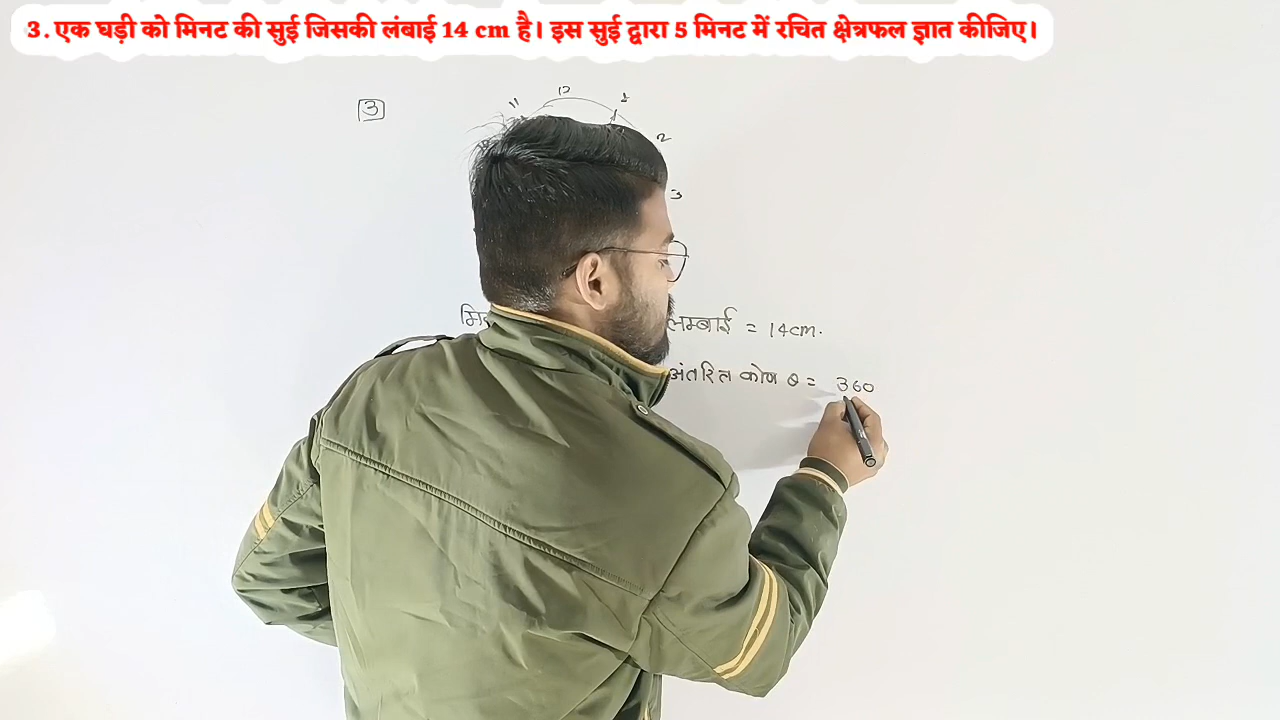 3. एक घड़ी को मिनट की सुई जिसकी लंबाई 14 cm है। इस सुई द्वारा 5 मिनट में रचित क्षेत्रफल ज्ञात कीजिए।
3
11 12 1
2
3
लम्बाई = 14cm.
अंतरित कोण θ = 360